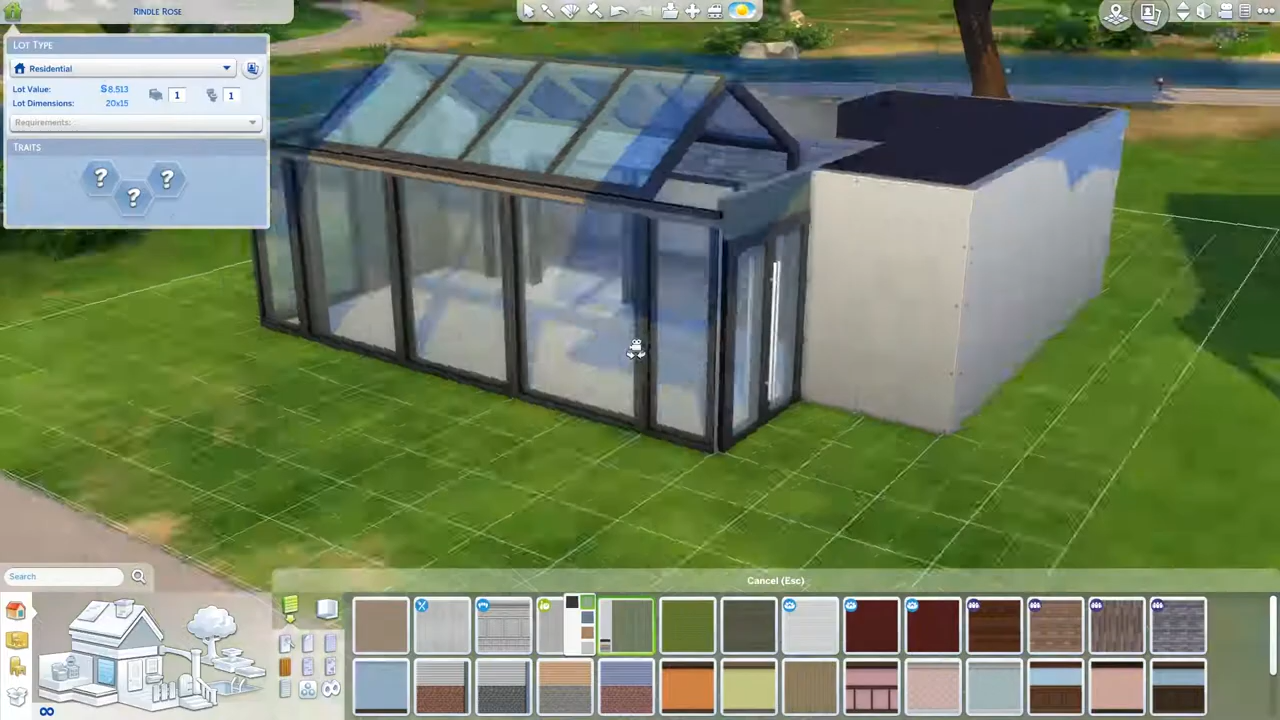 RINDLE ROSE
LOT TYPE
Residential
Lot Value: §8,513
Lot Dimensions: 20x15
1
1
Requirements:
TRAITS
? ? ?
Cancel (Esc)
Search